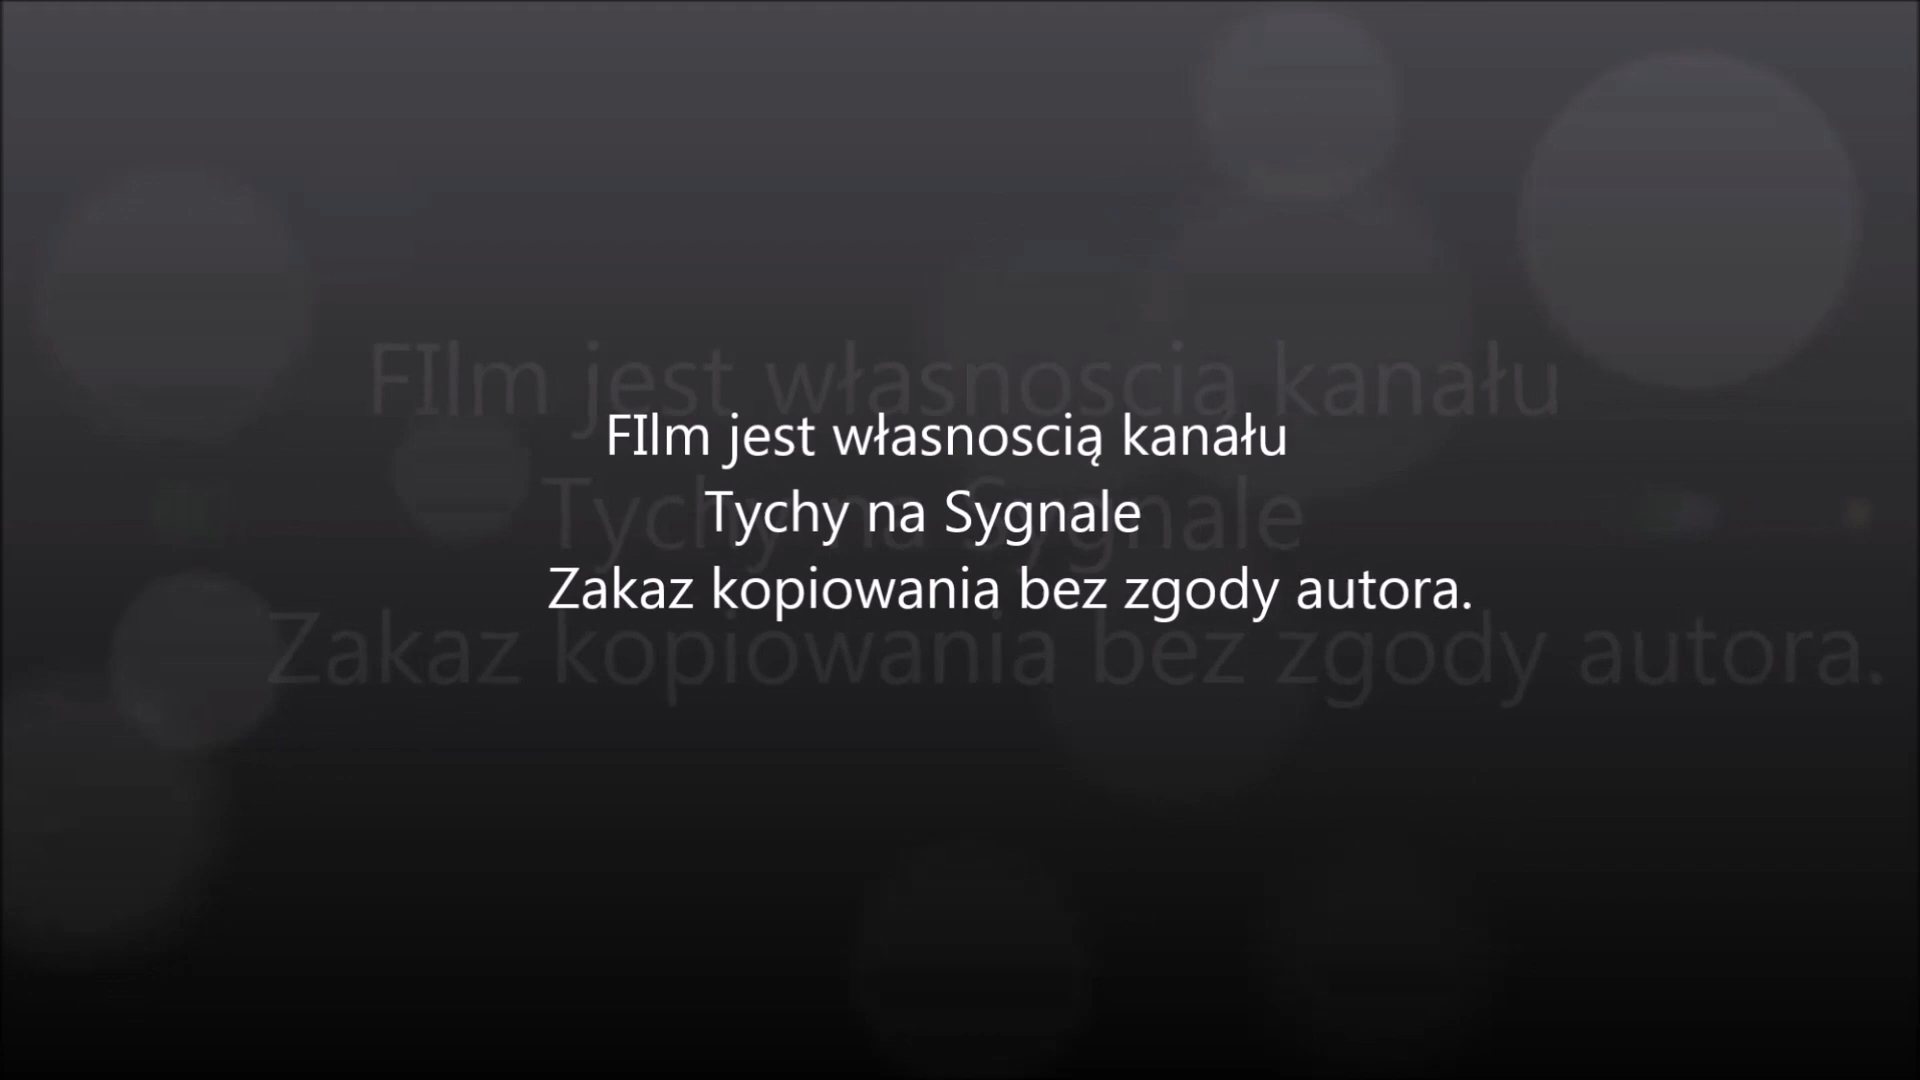 FIlm jest własnoscią kanału
Tychy na Sygnale
Zakaz kopiowania bez zgody autora.